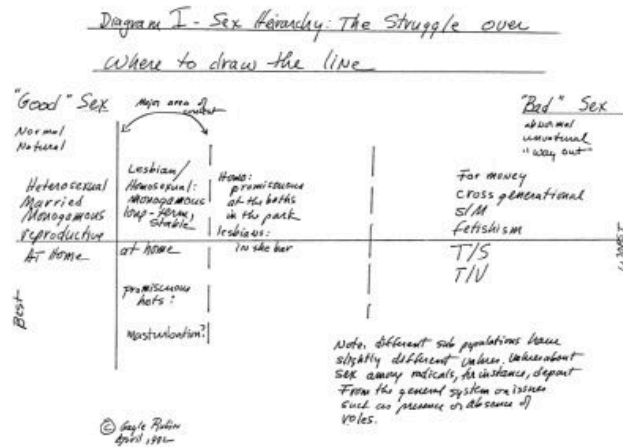 Diagram I - Sex Hierarchy: The Struggle over
where to draw the line
"Good" Sex
Normal
Natural
Heterosexual
Married
Monogamous
reproductive
At Home
Best
Major area of
contest
Lesbian/
Homosexual:
monogamous
long-term,
stable
at home
promiscuous
hets?
masturbation?
Homo:
promiscuous
at the baths
in the park
lesbians:
in the bar
"Bad" Sex
abnormal
unnatural
"way out"
For money
cross generational
S/M
fetishism
T/S
T/V
Worst
Note, different sub populations have
slightly different values. Values about
sex among radicals, for instance, depart
From the general system on issues
such as presence or absence of
roles.
© Gayle Rubin
April, 1982